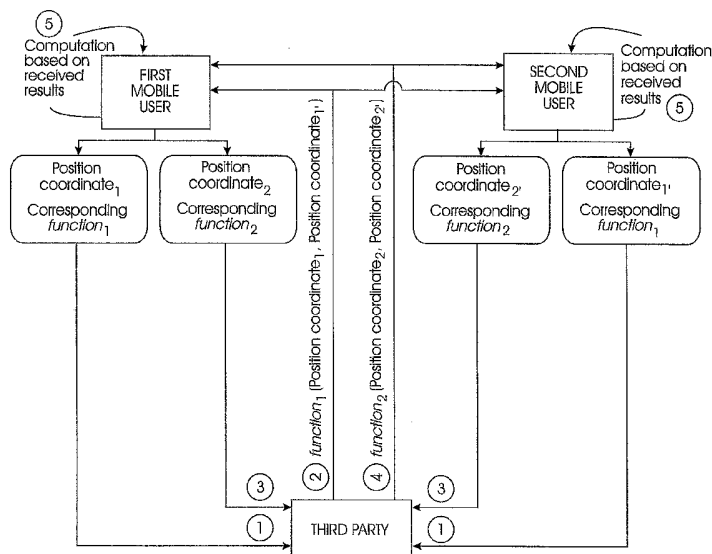 5
Computation
based on
received
results
FIRST
MOBILE
USER
SECOND
MOBILE
USER
Computation
based on
received
results
5
Position
coordinate1
Corresponding
function1
Position
coordinate2
Corresponding
function2
Position
coordinate2'
Corresponding
function2
Position
coordinate1'
Corresponding
function1
2 function1 (Position coordinate1, Position coordinate1')
4 function2 (Position coordinate2, Position coordinate2')
3
3
1
THIRD PARTY
1